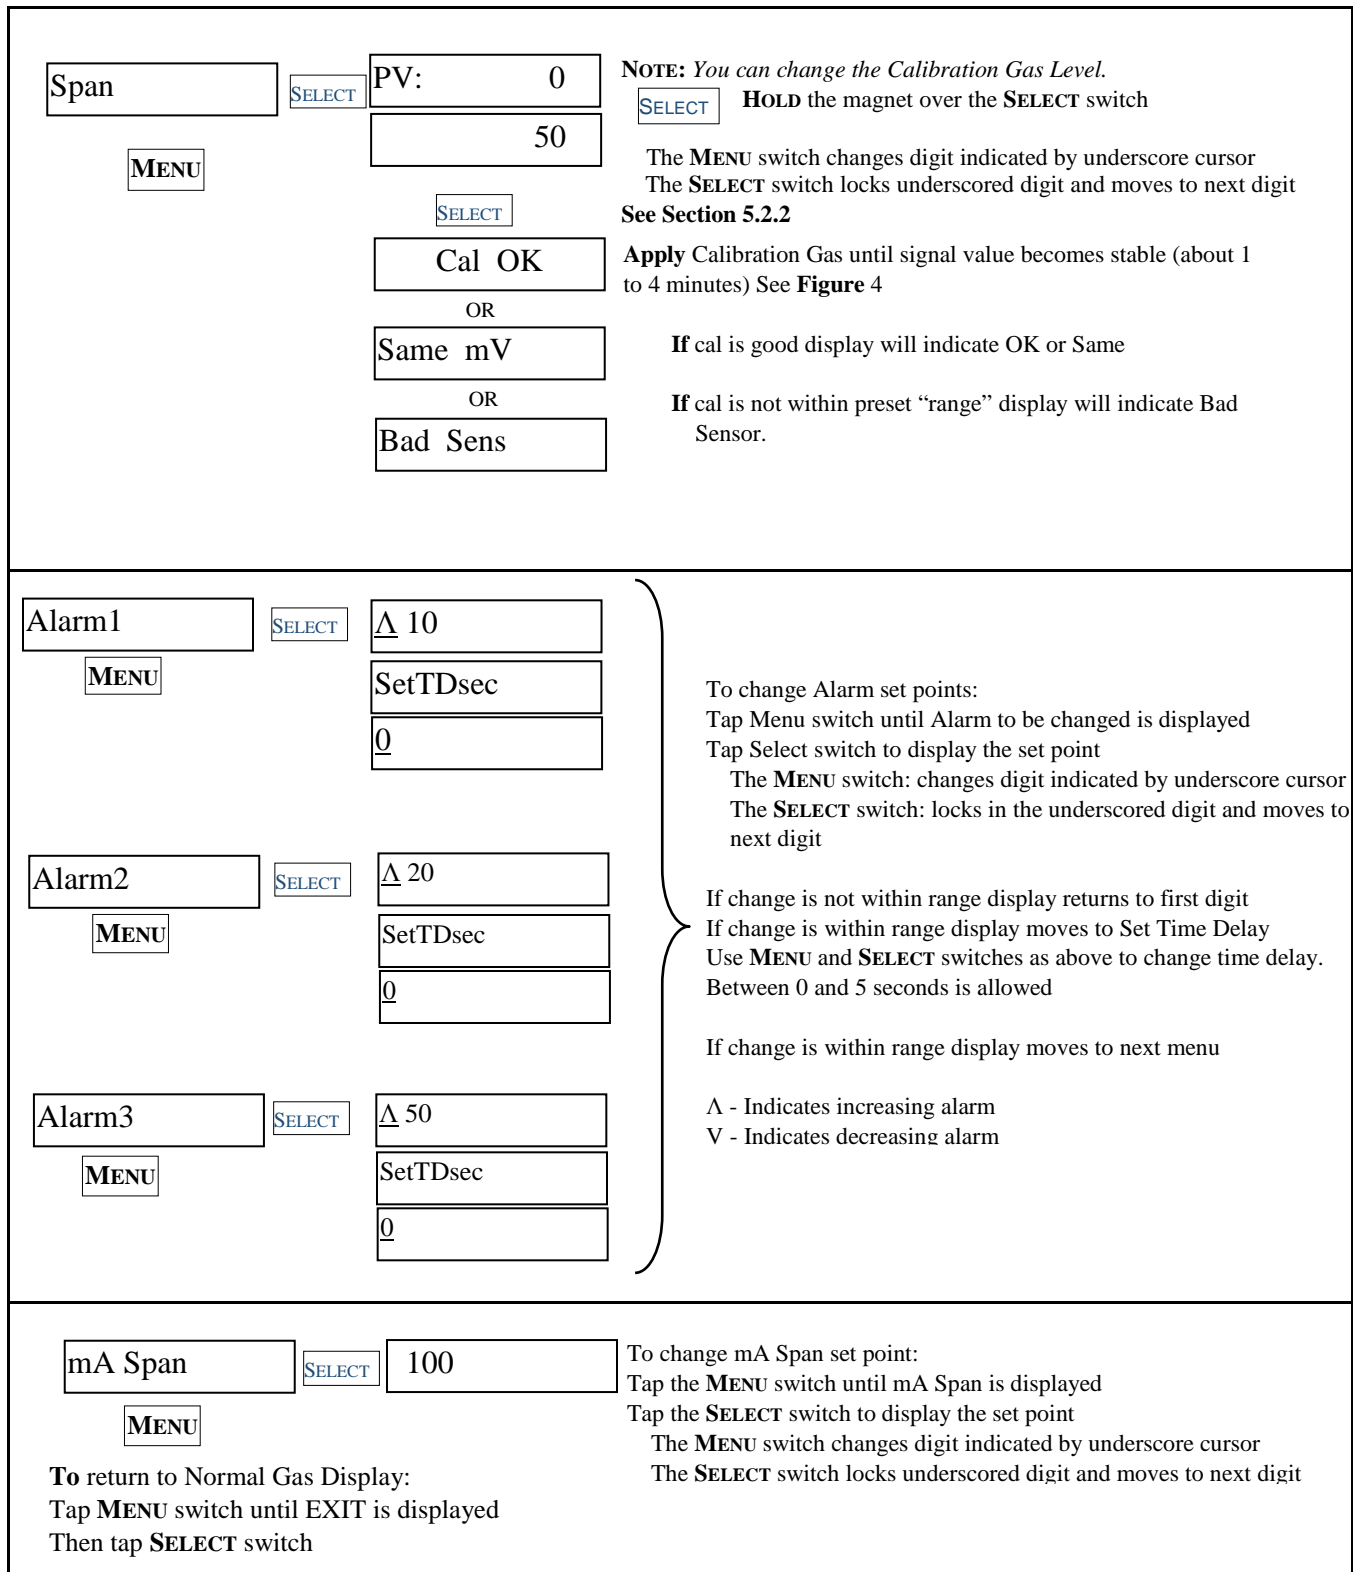 Span
SELECT
PV: 0
50
MENU
SELECT
Cal OK
OR
Same mV
OR
Bad Sens
NOTE: You can change the Calibration Gas Level.
SELECT HOLD the magnet over the SELECT switch
The MENU switch changes digit indicated by underscore cursor
The SELECT switch locks underscored digit and moves to next digit
See Section 5.2.2
Apply Calibration Gas until signal value becomes stable (about 1
to 4 minutes) See Figure 4
If cal is good display will indicate OK or Same
If cal is not within preset “range” display will indicate Bad
Sensor.
Alarm1
SELECT
Λ 10
MENU
SetTDsec
0
Alarm2
SELECT
Λ 20
MENU
SetTDsec
0
Alarm3
SELECT
Λ 50
MENU
SetTDsec
0
To change Alarm set points:
Tap Menu switch until Alarm to be changed is displayed
Tap Select switch to display the set point
The MENU switch: changes digit indicated by underscore cursor
The SELECT switch: locks in the underscored digit and moves to
next digit
If change is not within range display returns to first digit
If change is within range display moves to Set Time Delay
Use MENU and SELECT switches as above to change time delay.
Between 0 and 5 seconds is allowed
If change is within range display moves to next menu
Λ - Indicates increasing alarm
V - Indicates decreasing alarm
mA Span
SELECT
100
MENU
To return to Normal Gas Display:
Tap MENU switch until EXIT is displayed
Then tap SELECT switch
To change mA Span set point:
Tap the MENU switch until mA Span is displayed
Tap the SELECT switch to display the set point
The MENU switch changes digit indicated by underscore cursor
The SELECT switch locks underscored digit and moves to next digit